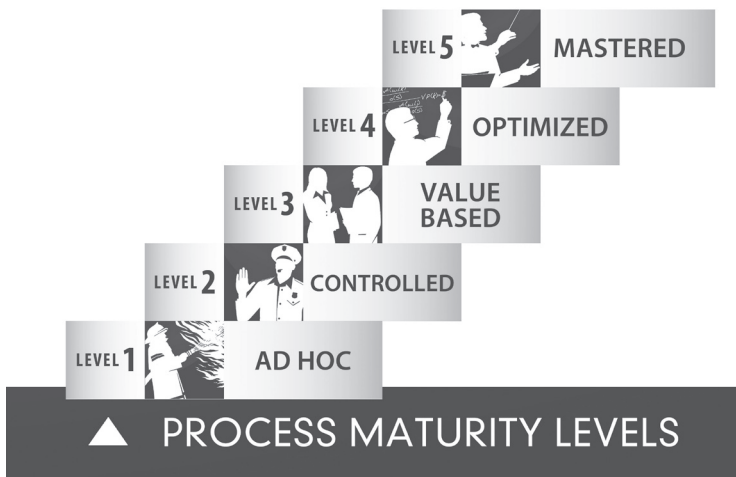 LEVEL 5 MASTERED
LEVEL 4 OPTIMIZED
LEVEL 3 VALUE
BASED
LEVEL 2 CONTROLLED
LEVEL 1 AD HOC
PROCESS MATURITY LEVELS